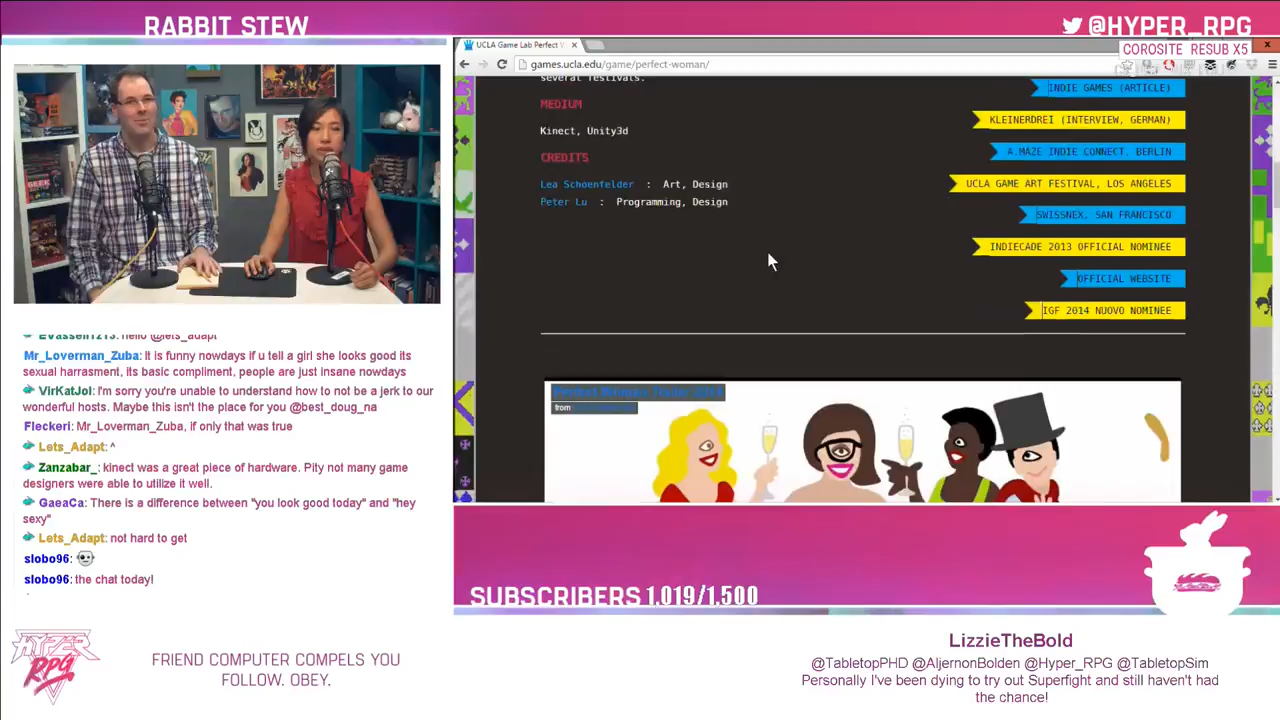 RABBIT STEW
@HYPER_RPG
COROSITE RESUB X5
UCLA Game Lab Perfect
games.ucla.edu/game/perfect-woman/
several festivals.
MEDIUM
Kinect, Unity3d
CREDITS
Lea Schoenfelder : Art, Design
Peter Lu : Programming, Design
INDIE GAMES (ARTICLE)
KLEINERDREI (INTERVIEW, GERMAN)
A.MAZE INDIE CONNECT, BERLIN
UCLA GAME ART FESTIVAL, LOS ANGELES
SWISSNEX, SAN FRANCISCO
INDIECADE 2013 OFFICIAL NOMINEE
OFFICIAL WEBSITE
IGF 2014 NUOVO NOMINEE
from
GEEK
Evassen1213: hello @lets_adapt
Mr_Loverman_Zuba: It is funny nowdays if u tell a girl she looks good its
sexual harrasment, its basic compliment, people are just insane nowdays
VirKatJol: I'm sorry you're unable to understand how to not be a jerk to our
wonderful hosts. Maybe this isn't the place for you @best_doug_na
Fleckeri: Mr_Loverman_Zuba, if only that was true
Lets_Adapt: ^
Zanzabar_: kinect was a great piece of hardware. Pity not many game
designers were able to utilize it well.
GaeaCa: There is a difference between "you look good today" and "hey
sexy"
Lets_Adapt: not hard to get
slobo96:
slobo96: the chat today!
SUBSCRIBERS 1,019/1,500
HYPER
RPG
FRIEND COMPUTER COMPELS YOU
FOLLOW. OBEY.
LizzieTheBold
@TabletopPHD @AljernonBolden @Hyper_RPG @TabletopSim
Personally I've been dying to try out Superfight and still haven't had
the chance!